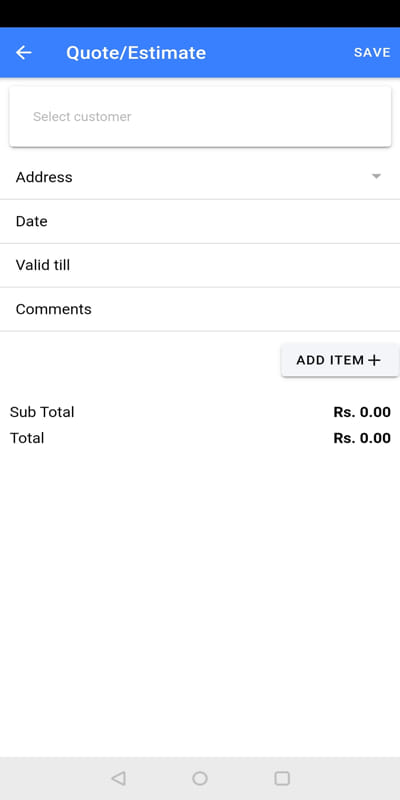 Quote/Estimate SAVE
Select customer
Address
Date
Valid till
Comments
ADD ITEM +
Sub Total Rs. 0.00
Total Rs. 0.00